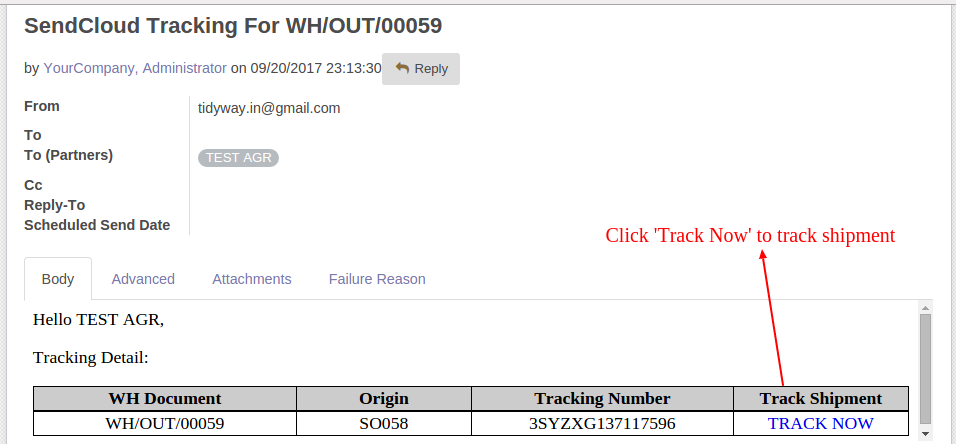 SendCloud Tracking For WH/OUT/00059
by YourCompany, Administrator on 09/20/2017 23:13:30 Reply
From tidyway.in@gmail.com
To
To (Partners) TEST AGR
Cc
Reply-To
Scheduled Send Date
Click 'Track Now' to track shipment
Body Advanced Attachments Failure Reason
Hello TEST AGR,
Tracking Detail:
WH Document Origin Tracking Number Track Shipment
WH/OUT/00059 SO058 3SYZXG137117596 TRACK NOW